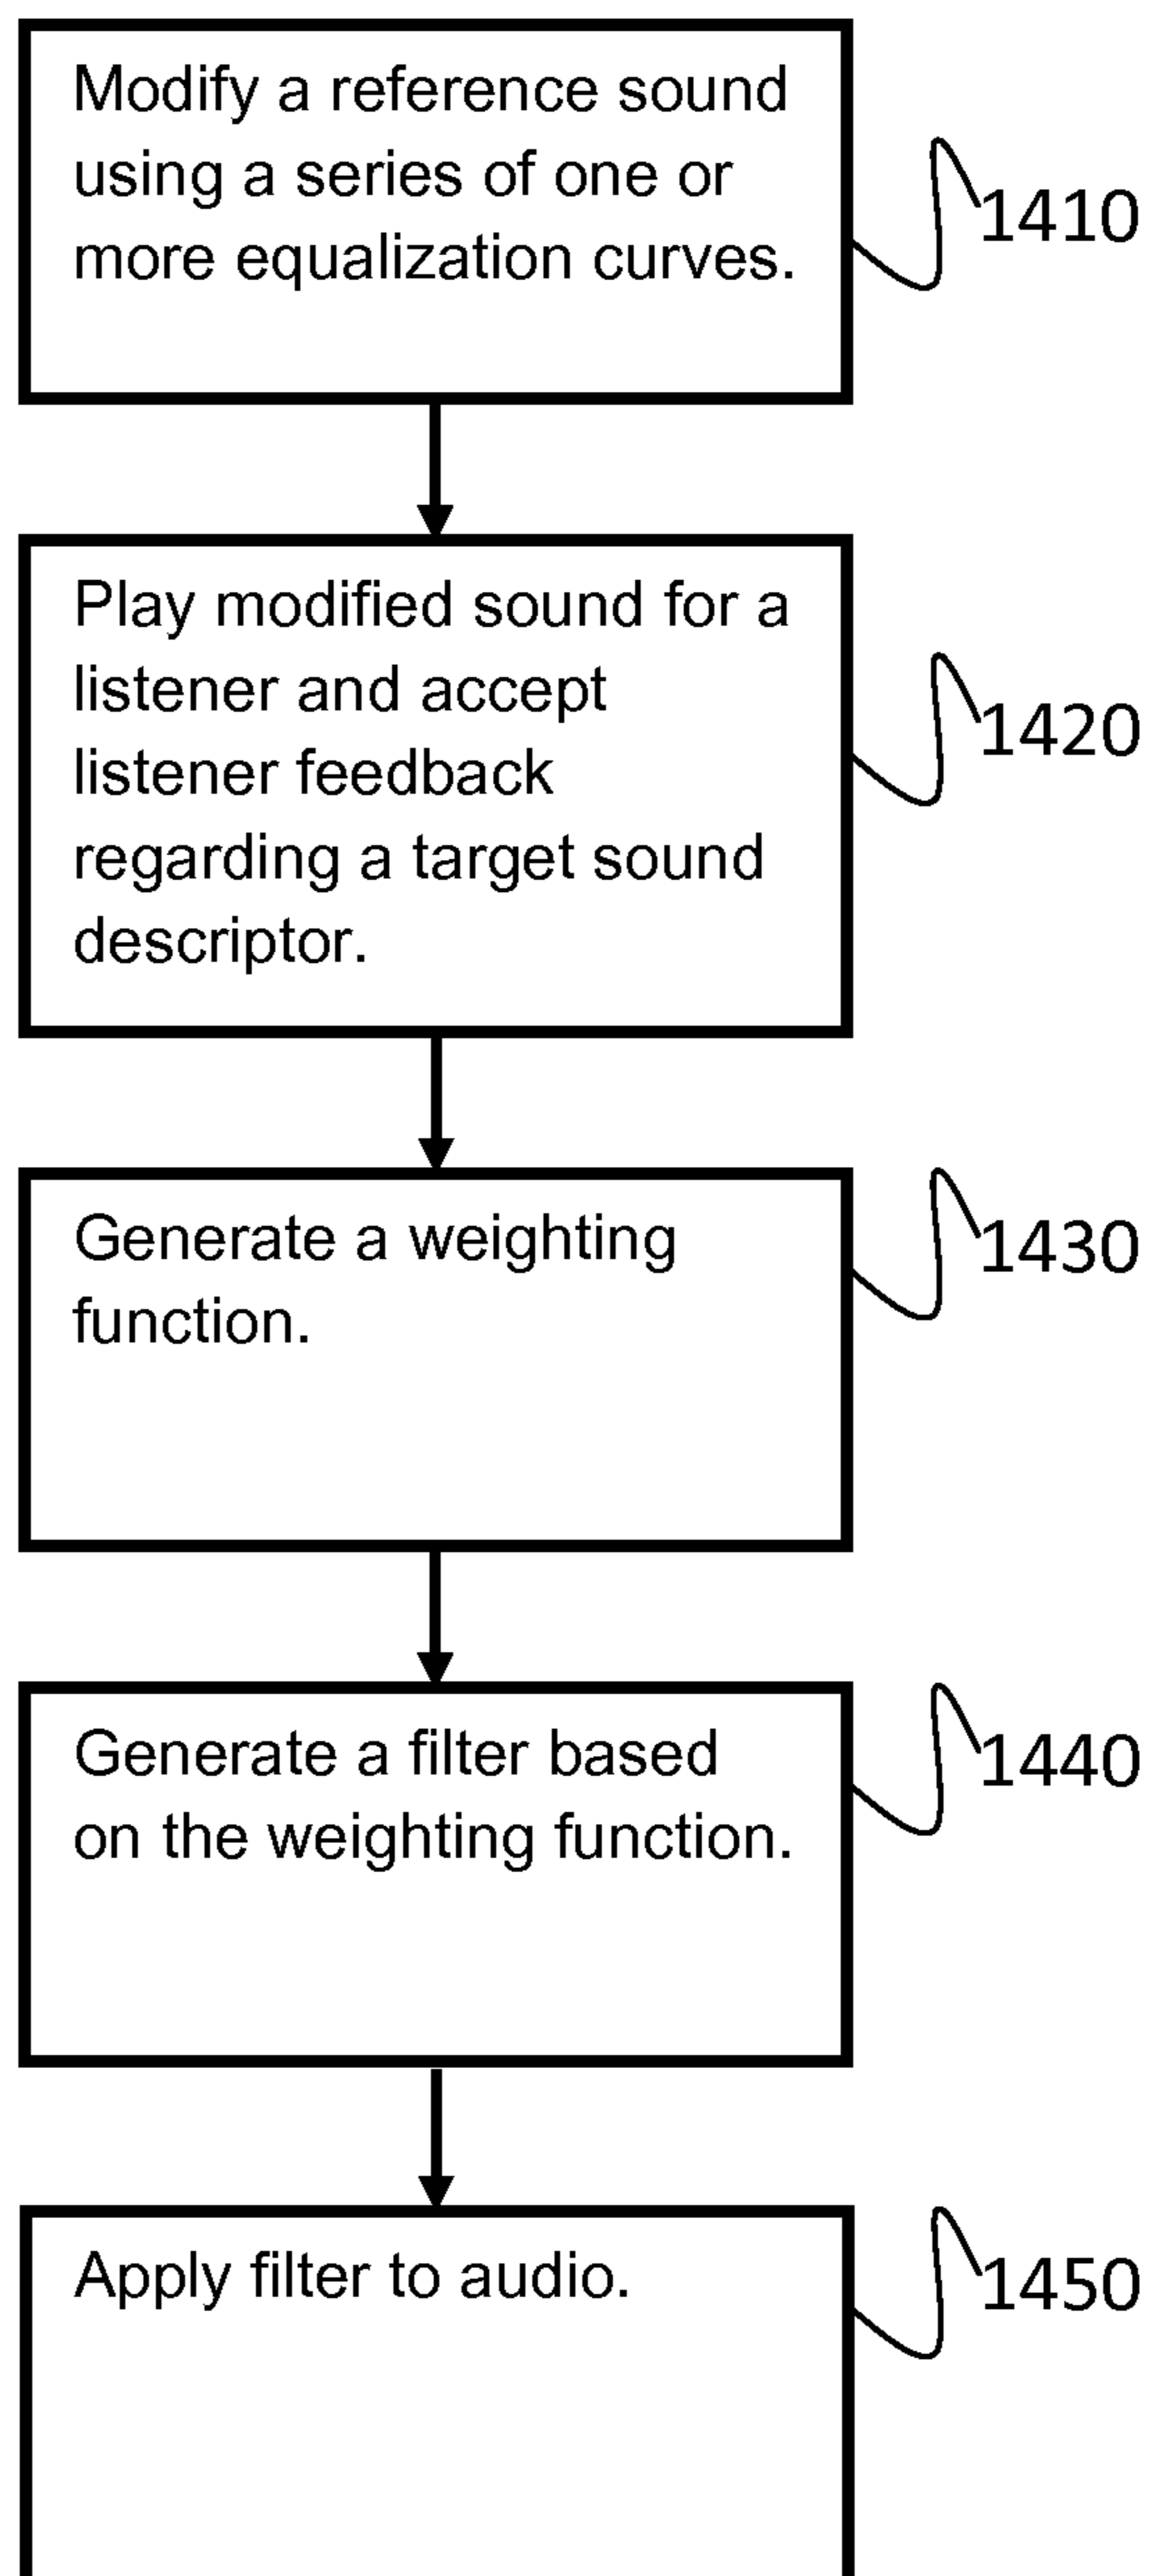 Modify a reference sound
using a series of one or
more equalization curves.
1410
Play modified sound for a
listener and accept
listener feedback
regarding a target sound
descriptor.
1420
Generate a weighting
function.
1430
Generate a filter based
on the weighting function.
1440
Apply filter to audio.
1450